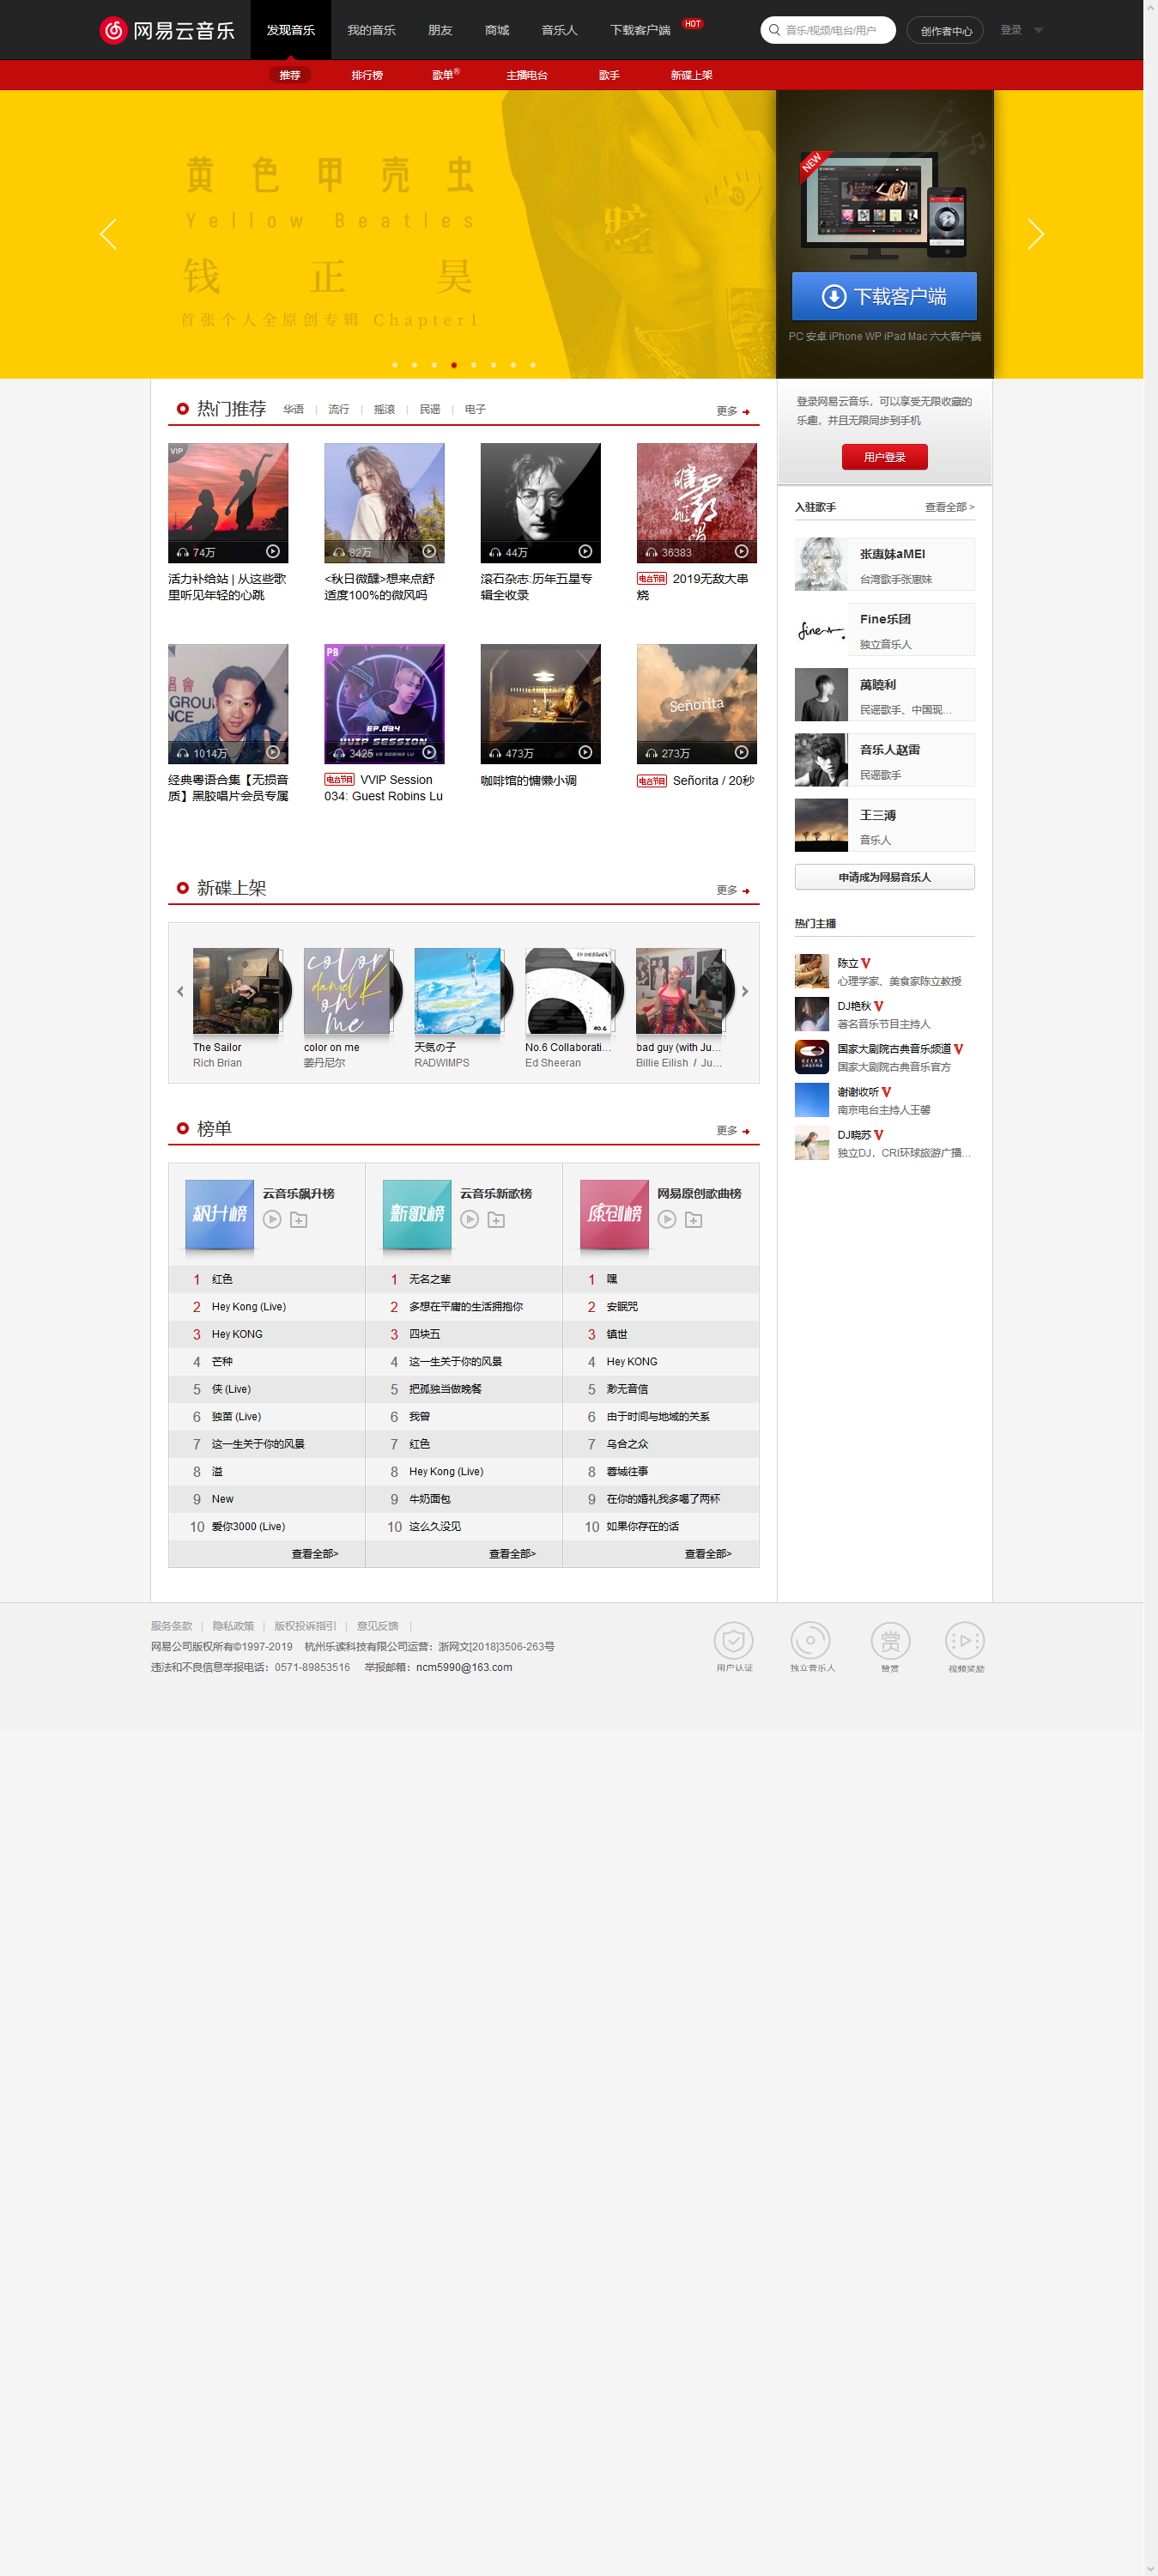 网易云音乐
发现音乐 我的音乐 朋友 商城 音乐人 下载客户端 HOT
音乐/视频/电台/用户
创作者中心
登录
推荐 排行榜 歌单® 主播电台 歌手 新碟上架
黄色甲壳虫
Yellow Beatles
钱正昊
首张个人全原创专辑 Chapter1
NEW
下载客户端
PC 安卓 iPhone WP iPad Mac 六大客户端
热门推荐 华语 | 流行 | 摇滚 | 民谣 | 电子
更多
VIP
74万
82万
44万
36383
活力补给站 | 从这些歌
里听见年轻的心跳
<秋日微醺>想来点舒
适度100%的微风吗
滚石杂志:历年五星专
辑全收录
电台节目 2019无敌大串
烧
PB
EP.034
VVIP SESSION
Señorita
1014万
3425
473万
273万
经典粤语合集【无损音
质】黑胶唱片会员专属
电台节目 VVIP Session
034: Guest Robins Lu
咖啡馆的慵懒小调
电台节目 Señorita / 20秒
新碟上架
更多
color
daniel K
on
me
ED SHEERAN
NO.6
The Sailor
Rich Brian
color on me
姜丹尼尔
天気の子
RADWIMPS
No.6 Collaborati...
Ed Sheeran
bad guy (with Ju...
Billie Eilish / Ju...
榜单
更多
飙升榜
云音乐飙升榜
1 红色
2 Hey Kong (Live)
3 Hey KONG
4 芒种
5 侠 (Live)
6 独苗 (Live)
7 这一生关于你的风景
8 溢
9 New
10 爱你3000 (Live)
查看全部>
新歌榜
云音乐新歌榜
1 无名之辈
2 多想在平庸的生活拥抱你
3 四块五
4 这一生关于你的风景
5 把孤独当做晚餐
6 我曾
7 红色
8 Hey Kong (Live)
9 牛奶面包
10 这么久没见
查看全部>
原创榜
网易原创歌曲榜
1 嘿
2 安眠咒
3 镇世
4 Hey KONG
5 渺无音信
6 由于时间与地域的关系
7 乌合之众
8 蓉城往事
9 在你的婚礼我多喝了两杯
10 如果你存在的话
查看全部>
登录网易云音乐，可以享受无限收藏的
乐趣，并且无限同步到手机
用户登录
入驻歌手
查看全部 >
张惠妹aMEI
台湾歌手张惠妹
fine
Fine乐团
独立音乐人
萬曉利
民谣歌手、中国现...
音乐人赵雷
民谣歌手
王三溥
音乐人
申请成为网易音乐人
热门主播
陈立
心理学家、美食家陈立教授
DJ艳秋
著名音乐节目主持人
国家大剧院古典音乐频道
国家大剧院古典音乐官方
谢谢收听
南京电台主持人王馨
DJ晓苏
独立DJ，CRI环球旅游广播...
服务条款 | 隐私政策 | 版权投诉指引 | 意见反馈 |
网易公司版权所有©1997-2019 杭州乐读科技有限公司运营：浙网文[2018]3506-263号
违法和不良信息举报电话：0571-89853516 举报邮箱：ncm5990@163.com
赏
用户认证 独立音乐人 赞赏 视频奖励